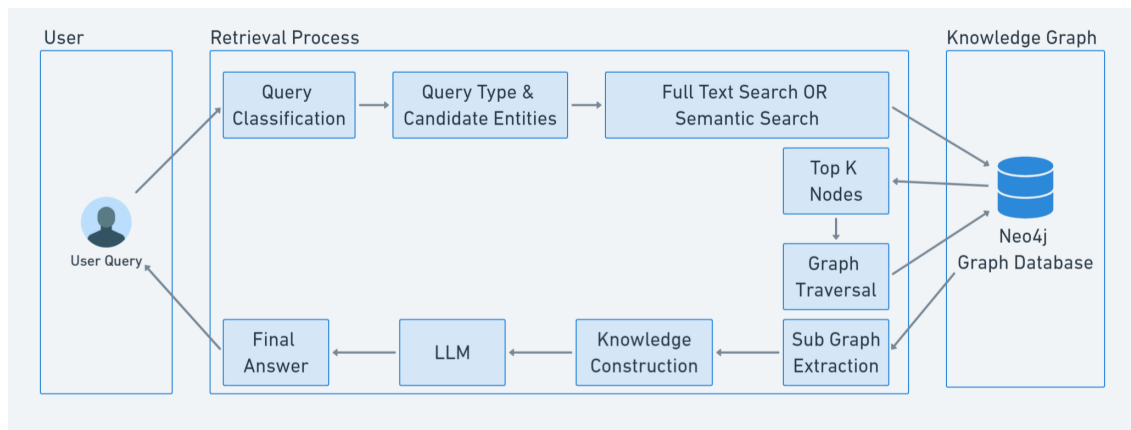 User
Retrieval Process
Knowledge Graph
Query
Classification
Query Type &
Candidate Entities
Full Text Search OR
Semantic Search
Top K
Nodes
Neo4j
Graph Database
User Query
Graph
Traversal
Final
Answer
LLM
Knowledge
Construction
Sub Graph
Extraction